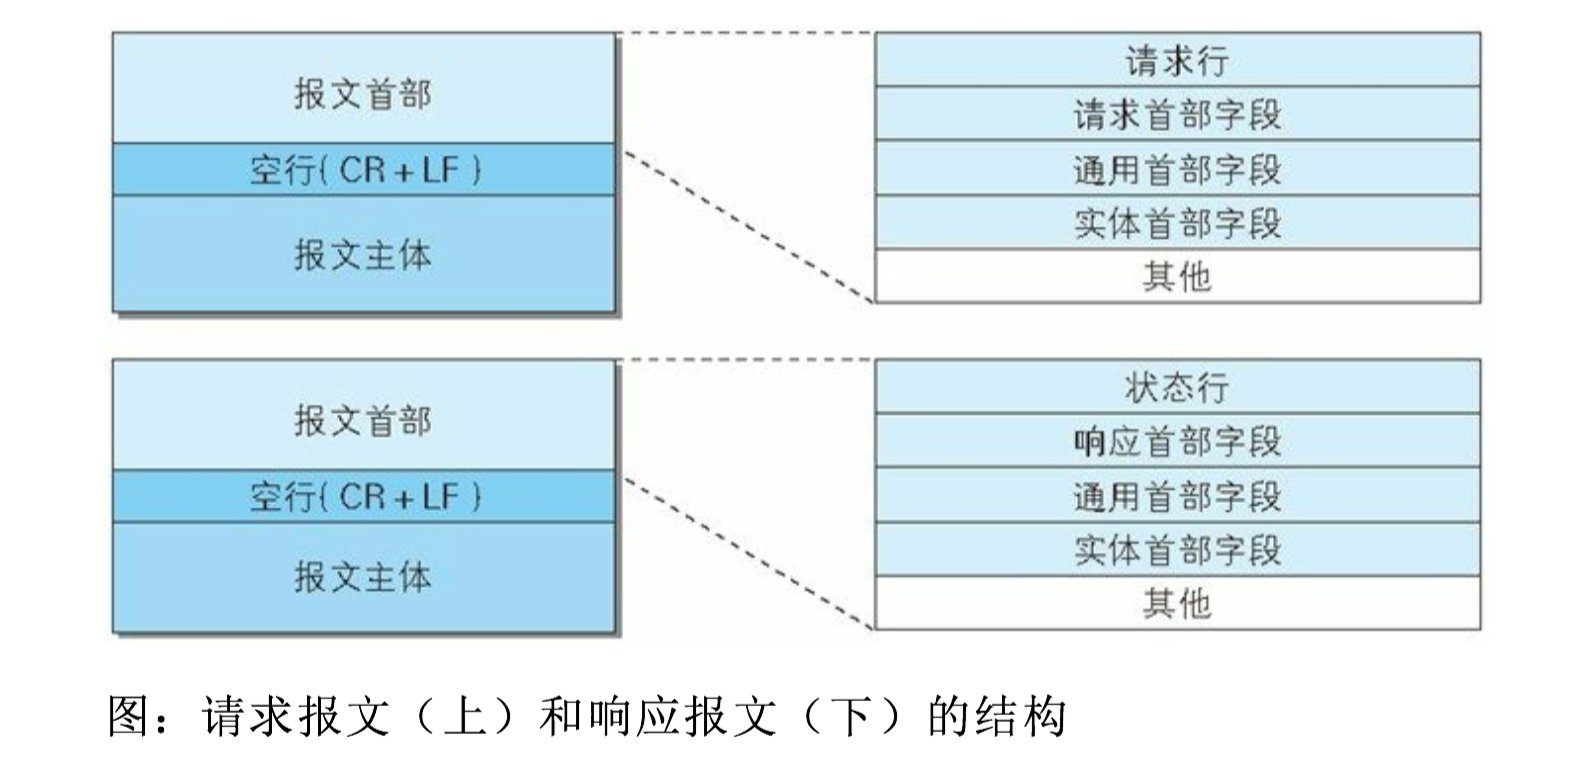 报文首部
空行(CR+LF)
报文主体
请求行
请求首部字段
通用首部字段
实体首部字段
其他
报文首部
空行(CR+LF)
报文主体
状态行
响应首部字段
通用首部字段
实体首部字段
其他
图：请求报文（上）和响应报文（下）的结构